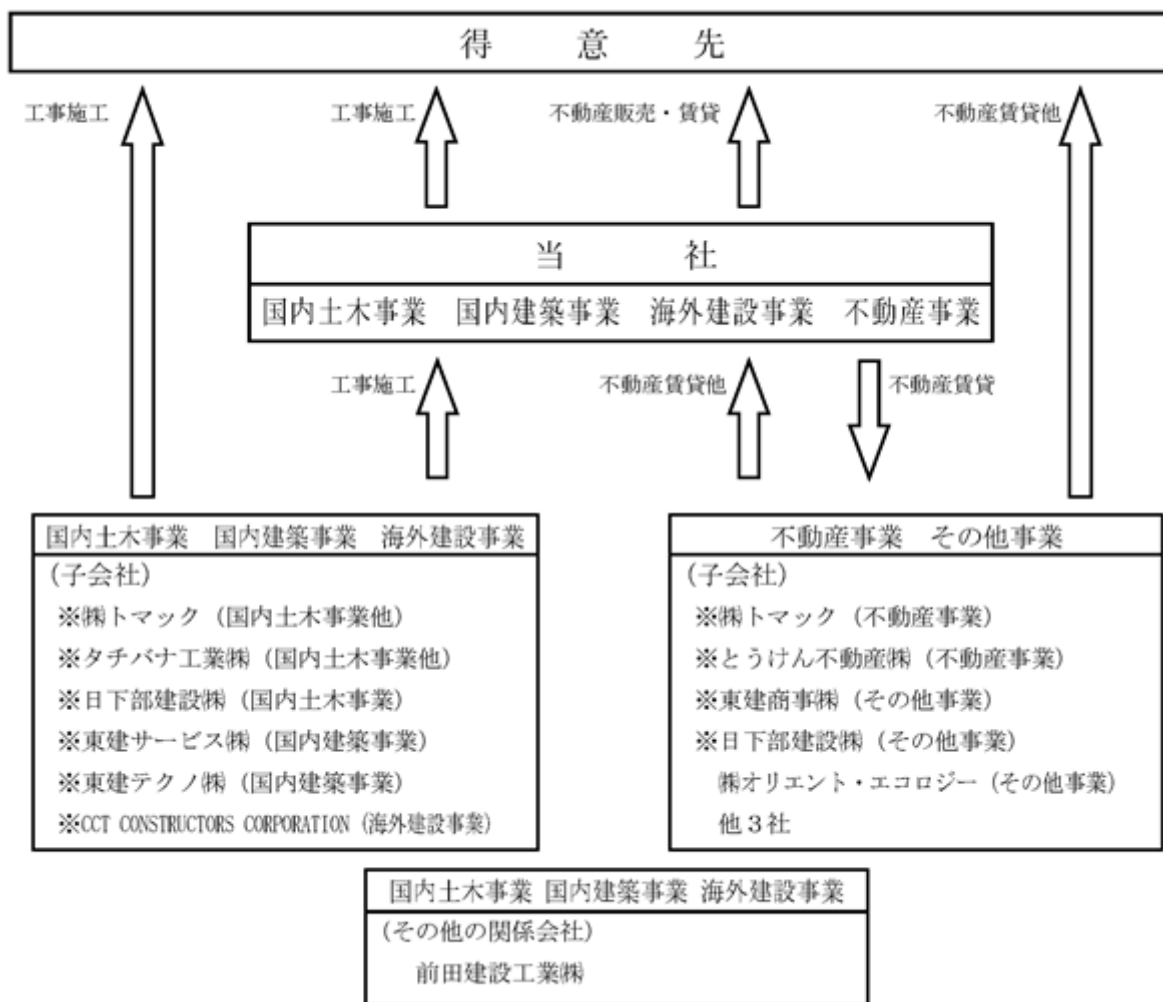 得意先
工事施工 工事施工 不動産販売・賃貸 不動産賃貸他
当社
国内土木事業 国内建築事業 海外建設事業 不動産事業
工事施工 不動産賃貸他 不動産賃貸
国内土木事業 国内建築事業 海外建設事業
(子会社)
※㈱トマック(国内土木事業他)
※タチバナ工業㈱(国内土木事業他)
※日下部建設㈱(国内土木事業)
※東建サービス㈱(国内建築事業)
※東建テクノ㈱(国内建築事業)
※CCT CONSTRUCTORS CORPORATION(海外建設事業)
不動産事業 その他事業
(子会社)
※㈱トマック(不動産事業)
※とうけん不動産㈱(不動産事業)
※東建商事㈱(その他事業)
※日下部建設㈱(その他事業)
㈱オリエント・エコロジー(その他事業)
他3社
国内土木事業 国内建築事業 海外建設事業
(その他の関係会社)
前田建設工業㈱